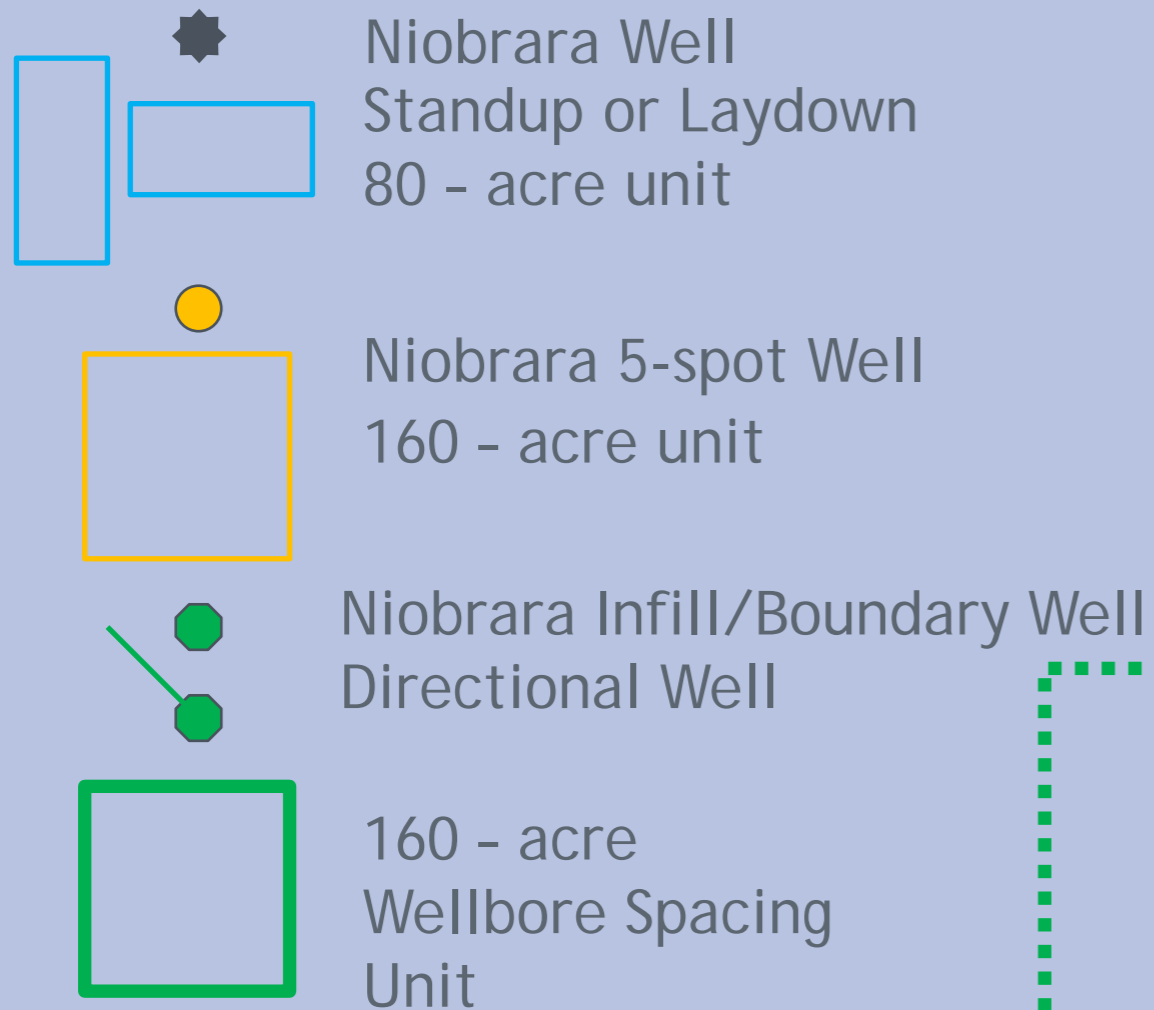 Niobrara Well
Standup or Laydown
80 – acre unit
Niobrara 5-spot Well
160 – acre unit
Niobrara Infill/Boundary Well
Directional Well
160 – acre
Wellbore Spacing
Unit